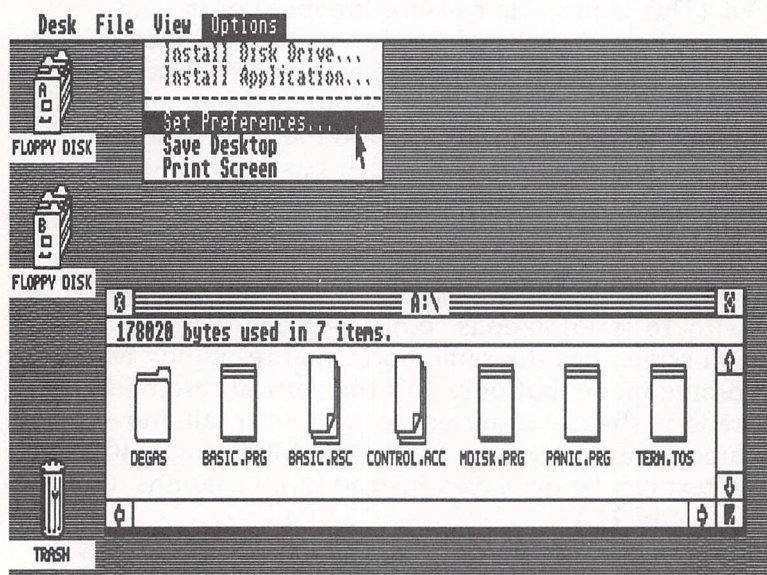 Desk File View Options
Install Disk Drive...
Install Application...
Set Preferences...
Save Desktop
Print Screen
A
FLOPPY DISK
B
FLOPPY DISK
A:\
178020 bytes used in 7 items.
DEGAS BASIC.PRG BASIC.RSC CONTROL.ACC MDISK.PRG PANIC.PRG TERM.TOS
TRASH